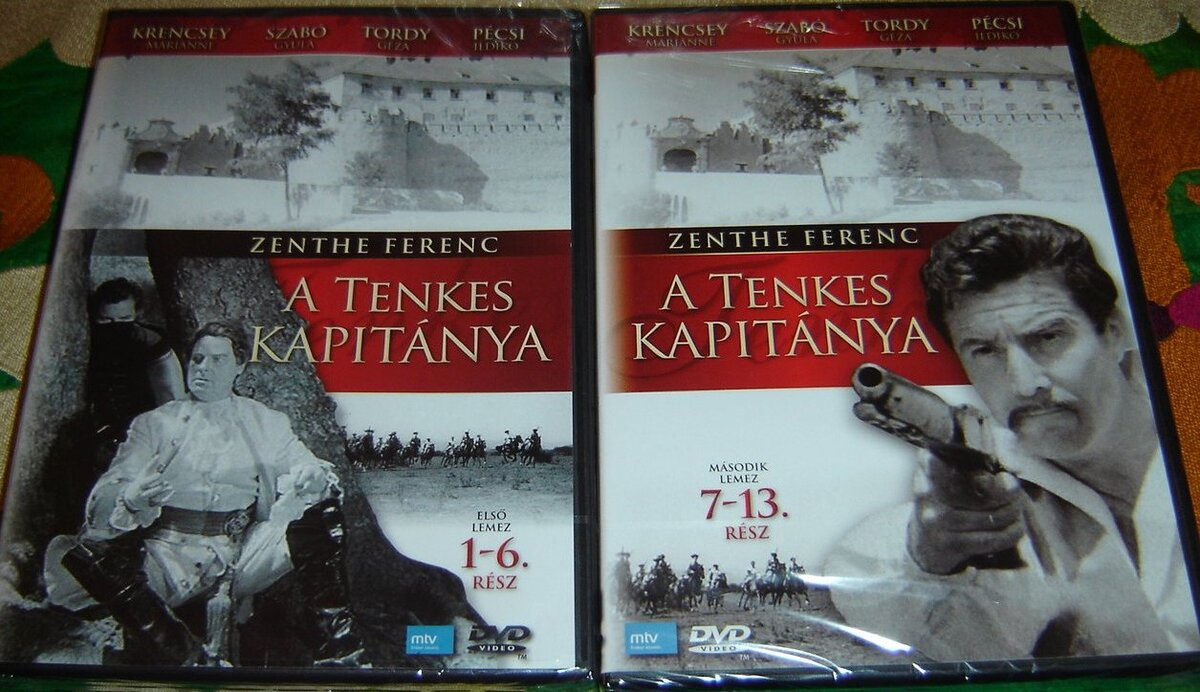 KRENCSEY SZABÓ TORDY PÉCSI
MARIANNE GYULA GÉZA ILDIKÓ
ZENTHE FERENC
A TENKES
KAPITÁNYA
ELSŐ
LEMEZ
1-6.
RÉSZ
mtv
DVD
VIDEO
TM
KRENCSEY SZABÓ TORDY PÉCSI
MARIANNE GYULA GÉZA ILDIKÓ
ZENTHE FERENC
A TENKES
KAPITÁNYA
MÁSODIK
LEMEZ
7-13.
RÉSZ
mtv
DVD
VIDEO
TM